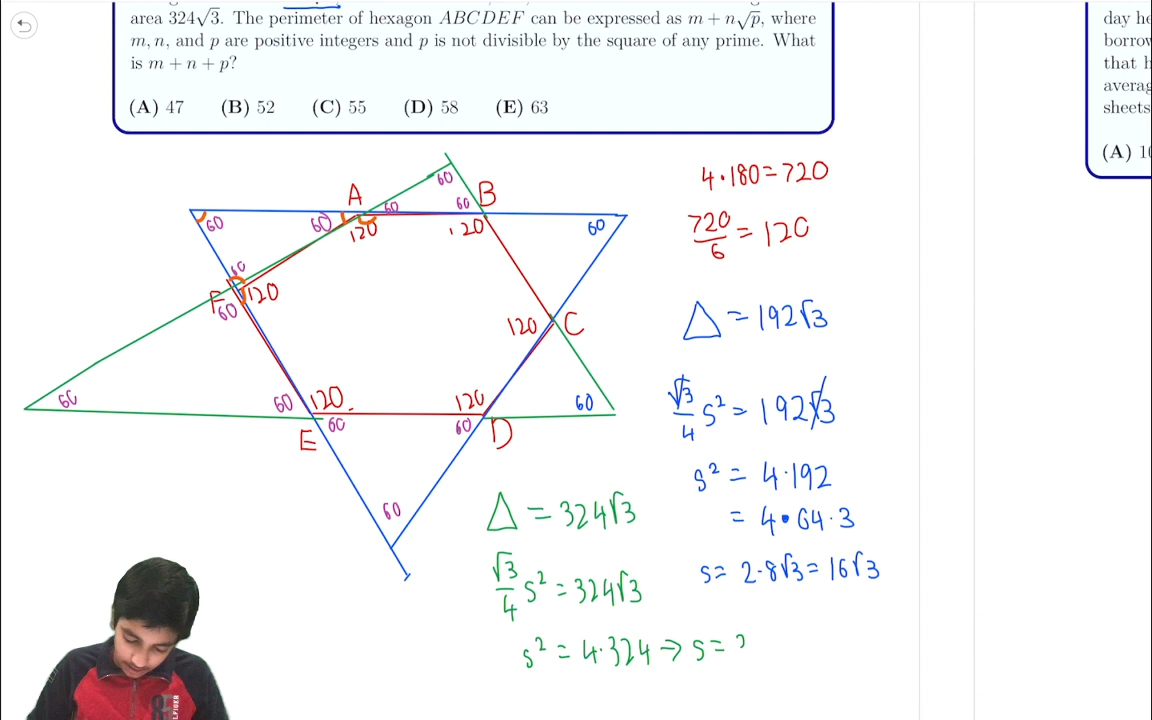 area 324√3. The perimeter of hexagon ABCDEF can be expressed as m + n√p, where
m, n, and p are positive integers and p is not divisible by the square of any prime. What
is m + n + p?
(A) 47 (B) 52 (C) 55 (D) 58 (E) 63
day he
borrow
that h
averag
sheets
(A) 10
4·180=720
720/6 = 120
△ = 192√3
√3/4 s² = 192√3
s² = 4·192
= 4·64·3
s= 2·8√3 = 16√3
△ = 324√3
√3/4 s² = 324√3
s² = 4·324 → s=
A
B
60
60
60
60
60
120
120
60
60
F
120
60
120
C
60
60
120
120
60
60
60
E
D
60